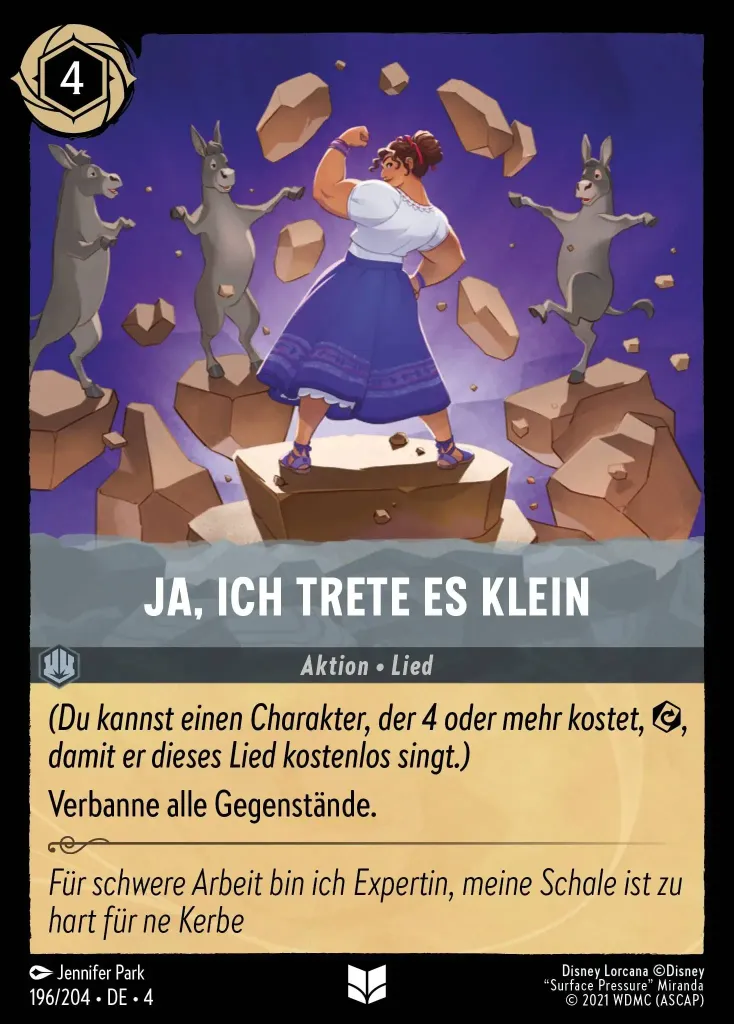 4
JA, ICH TRETE ES KLEIN
Aktion • Lied
(Du kannst einen Charakter, der 4 oder mehr kostet, ,
damit er dieses Lied kostenlos singt.)
Verbanne alle Gegenstände.
Für schwere Arbeit bin ich Expertin, meine Schale ist zu
hart für ne Kerbe
Jennifer Park
196/204 • DE • 4
Disney Lorcana ©Disney
“Surface Pressure” Miranda
© 2021 WDMC (ASCAP)